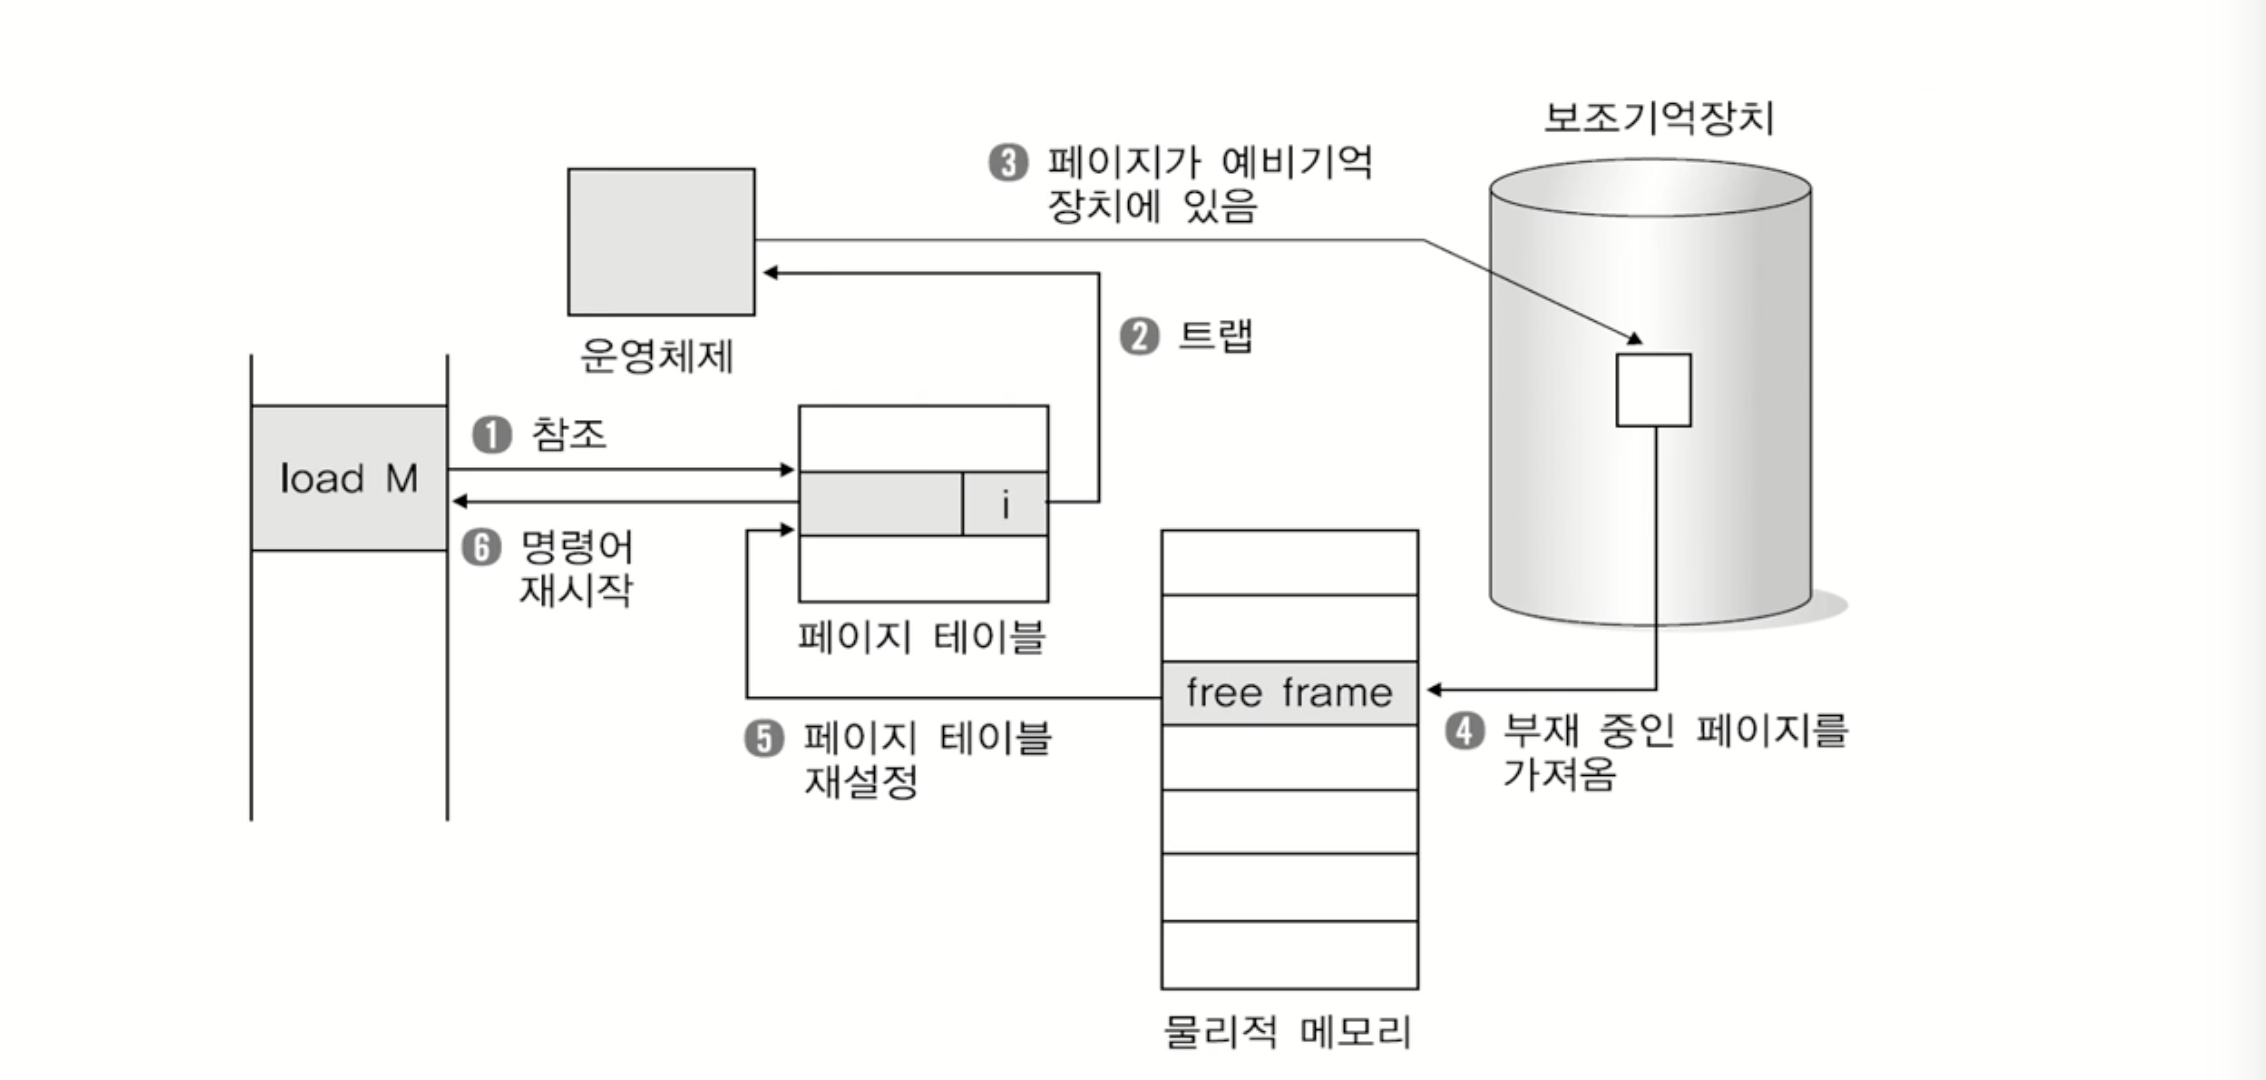 보조기억장치
❸ 페이지가 예비기억
장치에 있음
❷ 트랩
운영체제
❶ 참조
load M
i
❻ 명령어
재시작
페이지 테이블
free frame
❺ 페이지 테이블
재설정
❹ 부재 중인 페이지를
가져옴
물리적 메모리